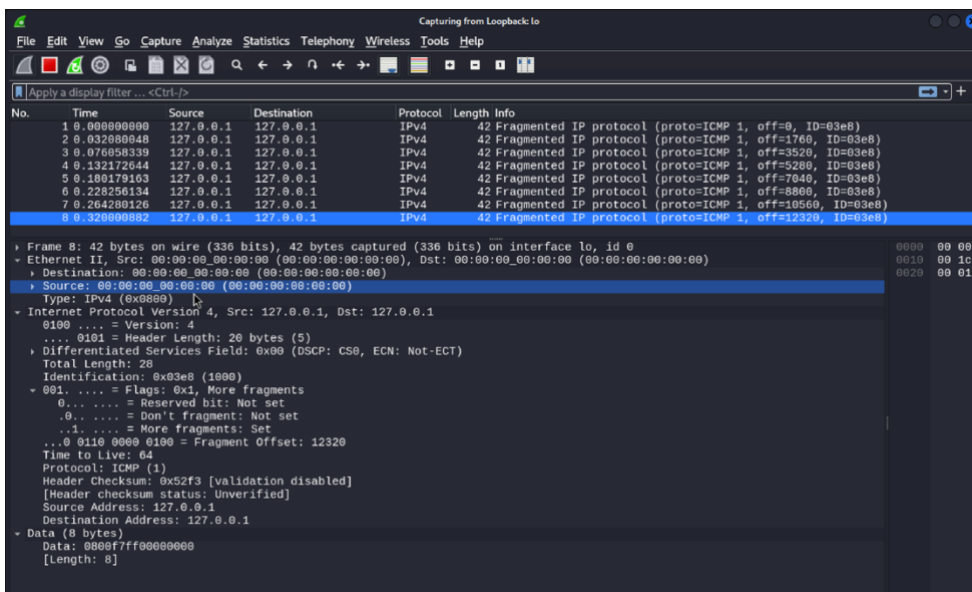 Capturing from Loopback: lo
File Edit View Go Capture Analyze Statistics Telephony Wireless Tools Help
Apply a display filter ... <Ctrl-/>
No. Time Source Destination Protocol Length Info
1 0.000000000 127.0.0.1 127.0.0.1 IPv4 42 Fragmented IP protocol (proto=ICMP 1, off=0, ID=03e8)
2 0.032080048 127.0.0.1 127.0.0.1 IPv4 42 Fragmented IP protocol (proto=ICMP 1, off=1760, ID=03e8)
3 0.076058339 127.0.0.1 127.0.0.1 IPv4 42 Fragmented IP protocol (proto=ICMP 1, off=3520, ID=03e8)
4 0.132172644 127.0.0.1 127.0.0.1 IPv4 42 Fragmented IP protocol (proto=ICMP 1, off=5280, ID=03e8)
5 0.180179163 127.0.0.1 127.0.0.1 IPv4 42 Fragmented IP protocol (proto=ICMP 1, off=7040, ID=03e8)
6 0.228256134 127.0.0.1 127.0.0.1 IPv4 42 Fragmented IP protocol (proto=ICMP 1, off=8800, ID=03e8)
7 0.264280126 127.0.0.1 127.0.0.1 IPv4 42 Fragmented IP protocol (proto=ICMP 1, off=10560, ID=03e8)
8 0.320000882 127.0.0.1 127.0.0.1 IPv4 42 Fragmented IP protocol (proto=ICMP 1, off=12320, ID=03e8)
Frame 8: 42 bytes on wire (336 bits), 42 bytes captured (336 bits) on interface lo, id 0
Ethernet II, Src: 00:00:00_00:00:00 (00:00:00:00:00:00), Dst: 00:00:00_00:00:00 (00:00:00:00:00:00)
Destination: 00:00:00_00:00:00 (00:00:00:00:00:00)
Source: 00:00:00_00:00:00 (00:00:00:00:00:00)
Type: IPv4 (0x0800)
Internet Protocol Version 4, Src: 127.0.0.1, Dst: 127.0.0.1
0100 .... = Version: 4
.... 0101 = Header Length: 20 bytes (5)
Differentiated Services Field: 0x00 (DSCP: CS0, ECN: Not-ECT)
Total Length: 28
Identification: 0x03e8 (1000)
001. .... = Flags: 0x1, More fragments
0... .... = Reserved bit: Not set
.0.. .... = Don't fragment: Not set
..1. .... = More fragments: Set
...0 0110 0000 0100 = Fragment Offset: 12320
Time to Live: 64
Protocol: ICMP (1)
Header Checksum: 0x52f3 [validation disabled]
[Header checksum status: Unverified]
Source Address: 127.0.0.1
Destination Address: 127.0.0.1
Data (8 bytes)
Data: 0800f7ff00000000
[Length: 8]
0000 00 00
0010 00 1c
0020 00 01